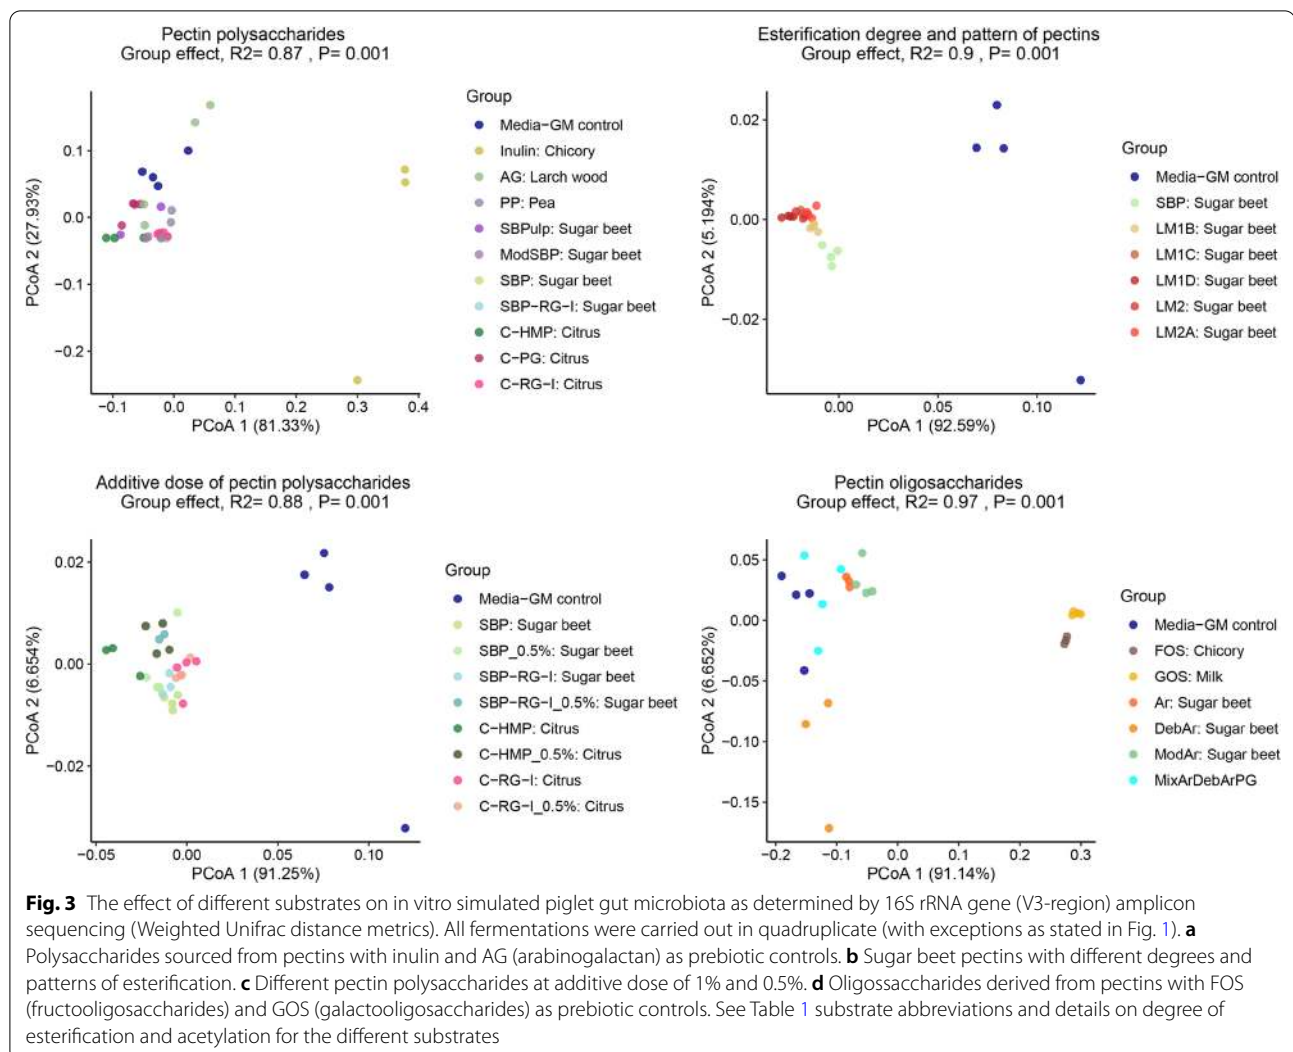 Pectin polysaccharides
Group effect, R2= 0.87 , P= 0.001
PCoA 2 (27.93%)
0.1
0.0
−0.1
−0.2
−0.1
0.0
0.1
0.2
0.3
0.4
PCoA 1 (81.33%)
Group
Media−GM control
Inulin: Chicory
AG: Larch wood
PP: Pea
SBPulp: Sugar beet
ModSBP: Sugar beet
SBP: Sugar beet
SBP−RG−I: Sugar beet
C−HMP: Citrus
C−PG: Citrus
C−RG−I: Citrus
Esterification degree and pattern of pectins
Group effect, R2= 0.9 , P= 0.001
PCoA 2 (5.194%)
0.02
0.00
−0.02
0.00
0.05
0.10
PCoA 1 (92.59%)
Group
Media−GM control
SBP: Sugar beet
LM1B: Sugar beet
LM1C: Sugar beet
LM1D: Sugar beet
LM2: Sugar beet
LM2A: Sugar beet
Additive dose of pectin polysaccharides
Group effect, R2= 0.88 , P= 0.001
PCoA 2 (6.654%)
0.02
0.00
−0.02
−0.05
0.00
0.05
0.10
PCoA 1 (91.25%)
Group
Media−GM control
SBP: Sugar beet
SBP_0.5%: Sugar beet
SBP−RG−I: Sugar beet
SBP−RG−I_0.5%: Sugar beet
C−HMP: Citrus
C−HMP_0.5%: Citrus
C−RG−I: Citrus
C−RG−I_0.5%: Citrus
Pectin oligosaccharides
Group effect, R2= 0.97 , P= 0.001
PCoA 2 (6.652%)
0.05
0.00
−0.05
−0.10
−0.15
−0.2
−0.1
0.0
0.1
0.2
0.3
PCoA 1 (91.14%)
Group
Media−GM control
FOS: Chicory
GOS: Milk
Ar: Sugar beet
DebAr: Sugar beet
ModAr: Sugar beet
MixArDebArPG
Fig. 3 The effect of different substrates on in vitro simulated piglet gut microbiota as determined by 16S rRNA gene (V3-region) amplicon
sequencing (Weighted Unifrac distance metrics). All fermentations were carried out in quadruplicate (with exceptions as stated in Fig. 1). a
Polysaccharides sourced from pectins with inulin and AG (arabinogalactan) as prebiotic controls. b Sugar beet pectins with different degrees and
patterns of esterification. c Different pectin polysaccharides at additive dose of 1% and 0.5%. d Oligossaccharides derived from pectins with FOS
(fructooligosaccharides) and GOS (galactooligosaccharides) as prebiotic controls. See Table 1 substrate abbreviations and details on degree of
esterification and acetylation for the different substrates